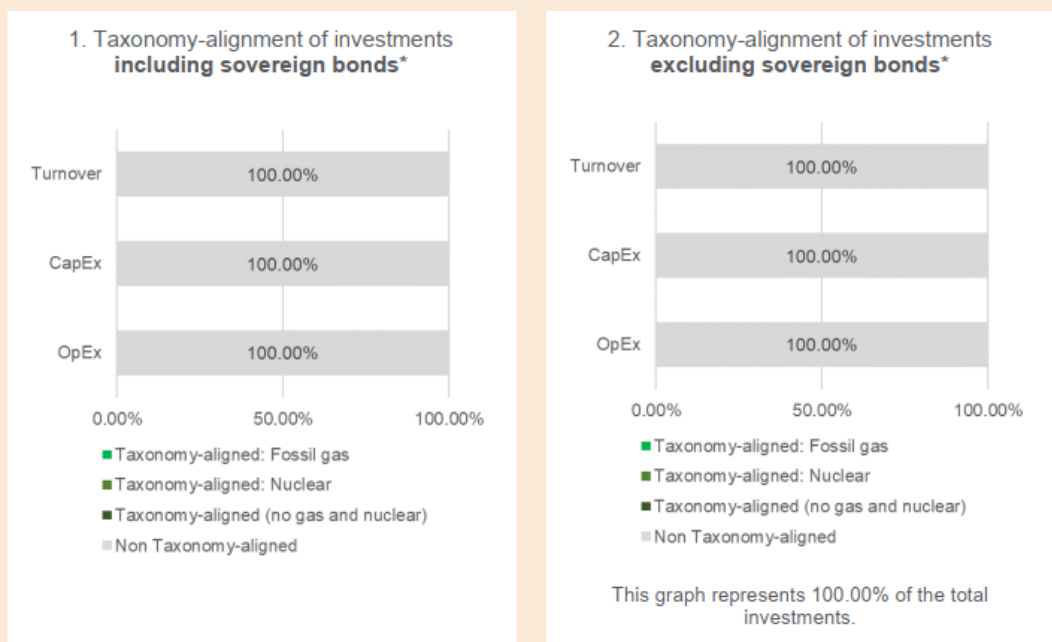 1. Taxonomy-alignment of investments
including sovereign bonds*
Turnover
100.00%
CapEx
100.00%
OpEx
100.00%
0.00% 50.00% 100.00%
Taxonomy-aligned: Fossil gas
Taxonomy-aligned: Nuclear
Taxonomy-aligned (no gas and nuclear)
Non Taxonomy-aligned
2. Taxonomy-alignment of investments
excluding sovereign bonds*
Turnover
100.00%
CapEx
100.00%
OpEx
100.00%
0.00% 50.00% 100.00%
Taxonomy-aligned: Fossil gas
Taxonomy-aligned: Nuclear
Taxonomy-aligned (no gas and nuclear)
Non Taxonomy-aligned
This graph represents 100.00% of the total
investments.